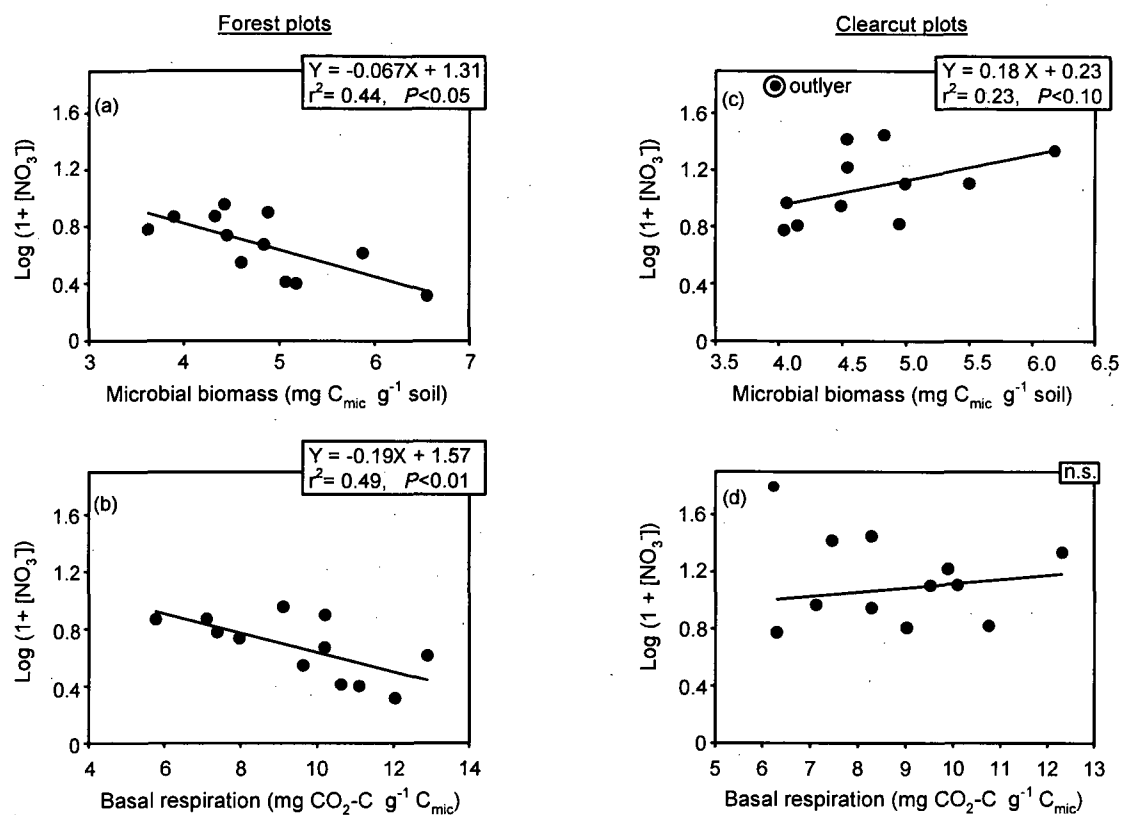 Forest plots
Clearcut plots
Y = -0.067X + 1.31
r²= 0.44, P<0.05
(a)
1.6
1.2
0.8
0.4
0
Log (1+ [NO₃⁻])
3 4 5 6 7
Microbial biomass (mg Cmic g⁻¹ soil)
Y = 0.18 X + 0.23
r²= 0.23, P<0.10
(c)
outlyer
1.6
1.2
0.8
0.4
0
Log (1+ [NO₃⁻])
3.5 4.0 4.5 5.0 5.5 6.0 6.5
Microbial biomass (mg Cmic g⁻¹ soil)
Y = -0.19X + 1.57
r²= 0.49, P<0.01
(b)
1.6
1.2
0.8
0.4
0
Log (1+ [NO₃⁻])
4 6 8 10 12 14
Basal respiration (mg CO₂-C g⁻¹ Cmic)
n.s.
(d)
1.6
1.2
0.8
0.4
0
Log (1 + [NO₃⁻])
5 6 7 8 9 10 11 12 13
Basal respiration (mg CO₂-C g⁻¹ Cmic)